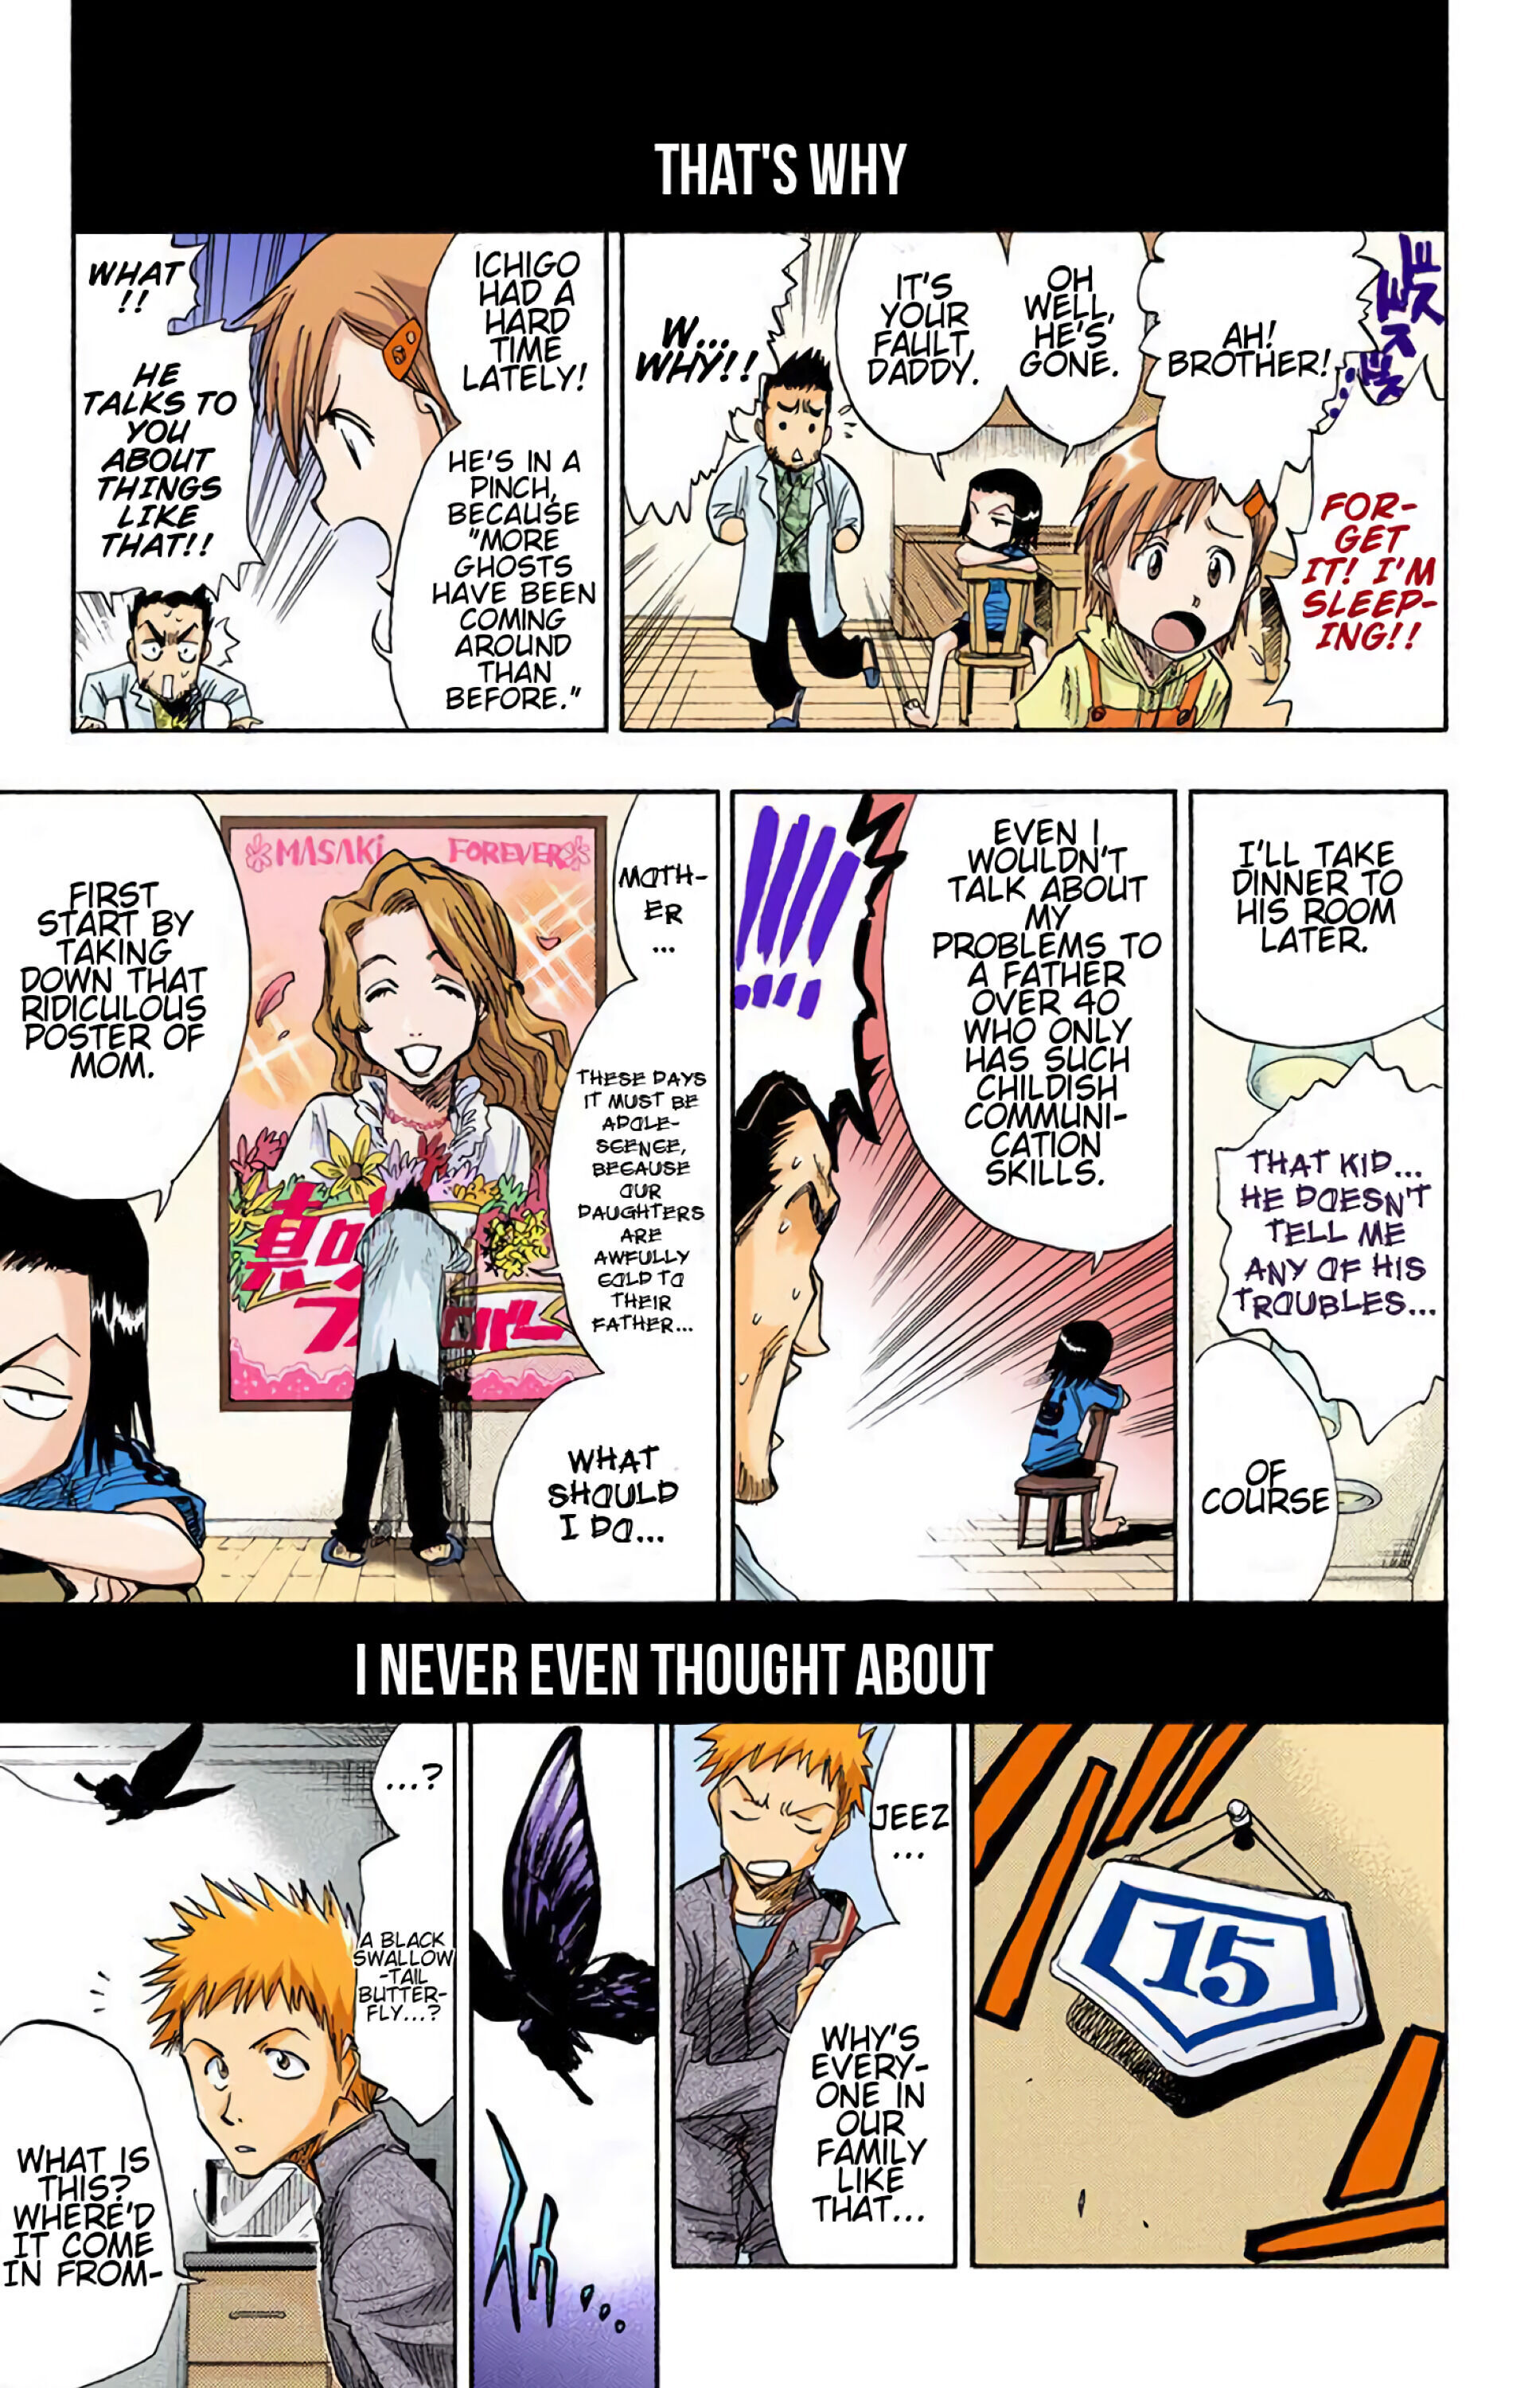 THAT'S WHY
FOR-
GET
IT! I'M
SLEEP-
ING!!
AH!
BROTHER!
OH
WELL,
HE'S
GONE.
IT'S
YOUR
FAULT
DADDY.
W...
WHY!!
ICHIGO
HAD A
HARD
TIME
LATELY!
HE'S IN A
PINCH,
BECAUSE
"MORE
GHOSTS
HAVE BEEN
COMING
AROUND
THAN
BEFORE."
WHAT
!!
HE
TALKS TO
YOU
ABOUT
THINGS
LIKE
THAT!!
I'LL TAKE
DINNER TO
HIS ROOM
LATER.
THAT KID...
HE DOESN'T
TELL ME
ANY OF HIS
TROUBLES...
OF
COURSE
EVEN I
WOULDN'T
TALK ABOUT
MY
PROBLEMS TO
A FATHER
OVER 40
WHO ONLY
HAS SUCH
CHILDISH
COMMUNI-
CATION
SKILLS.
!!!!
MOTH-
ER
...
MASAKi FOREVER
真
THESE DAYS
IT MUST BE
ADOLE-
SCENCE,
BECAUSE
OUR
DAUGHTERS
ARE
AWFULLY
COLD TO
THEIR
FATHER...
WHAT
SHOULD
I DO...
FIRST
START BY
TAKING
DOWN THAT
RIDICULOUS
POSTER OF
MOM.
I NEVER EVEN THOUGHT ABOUT
15
JEEZ
...
WHY'S
EVERY-
ONE IN
OUR
FAMILY
LIKE
THAT...
...?
A BLACK
SWALLOW
-TAIL
BUTTER-
FLY...?
WHAT IS
THIS?
WHERE'D
IT COME
IN FROM-